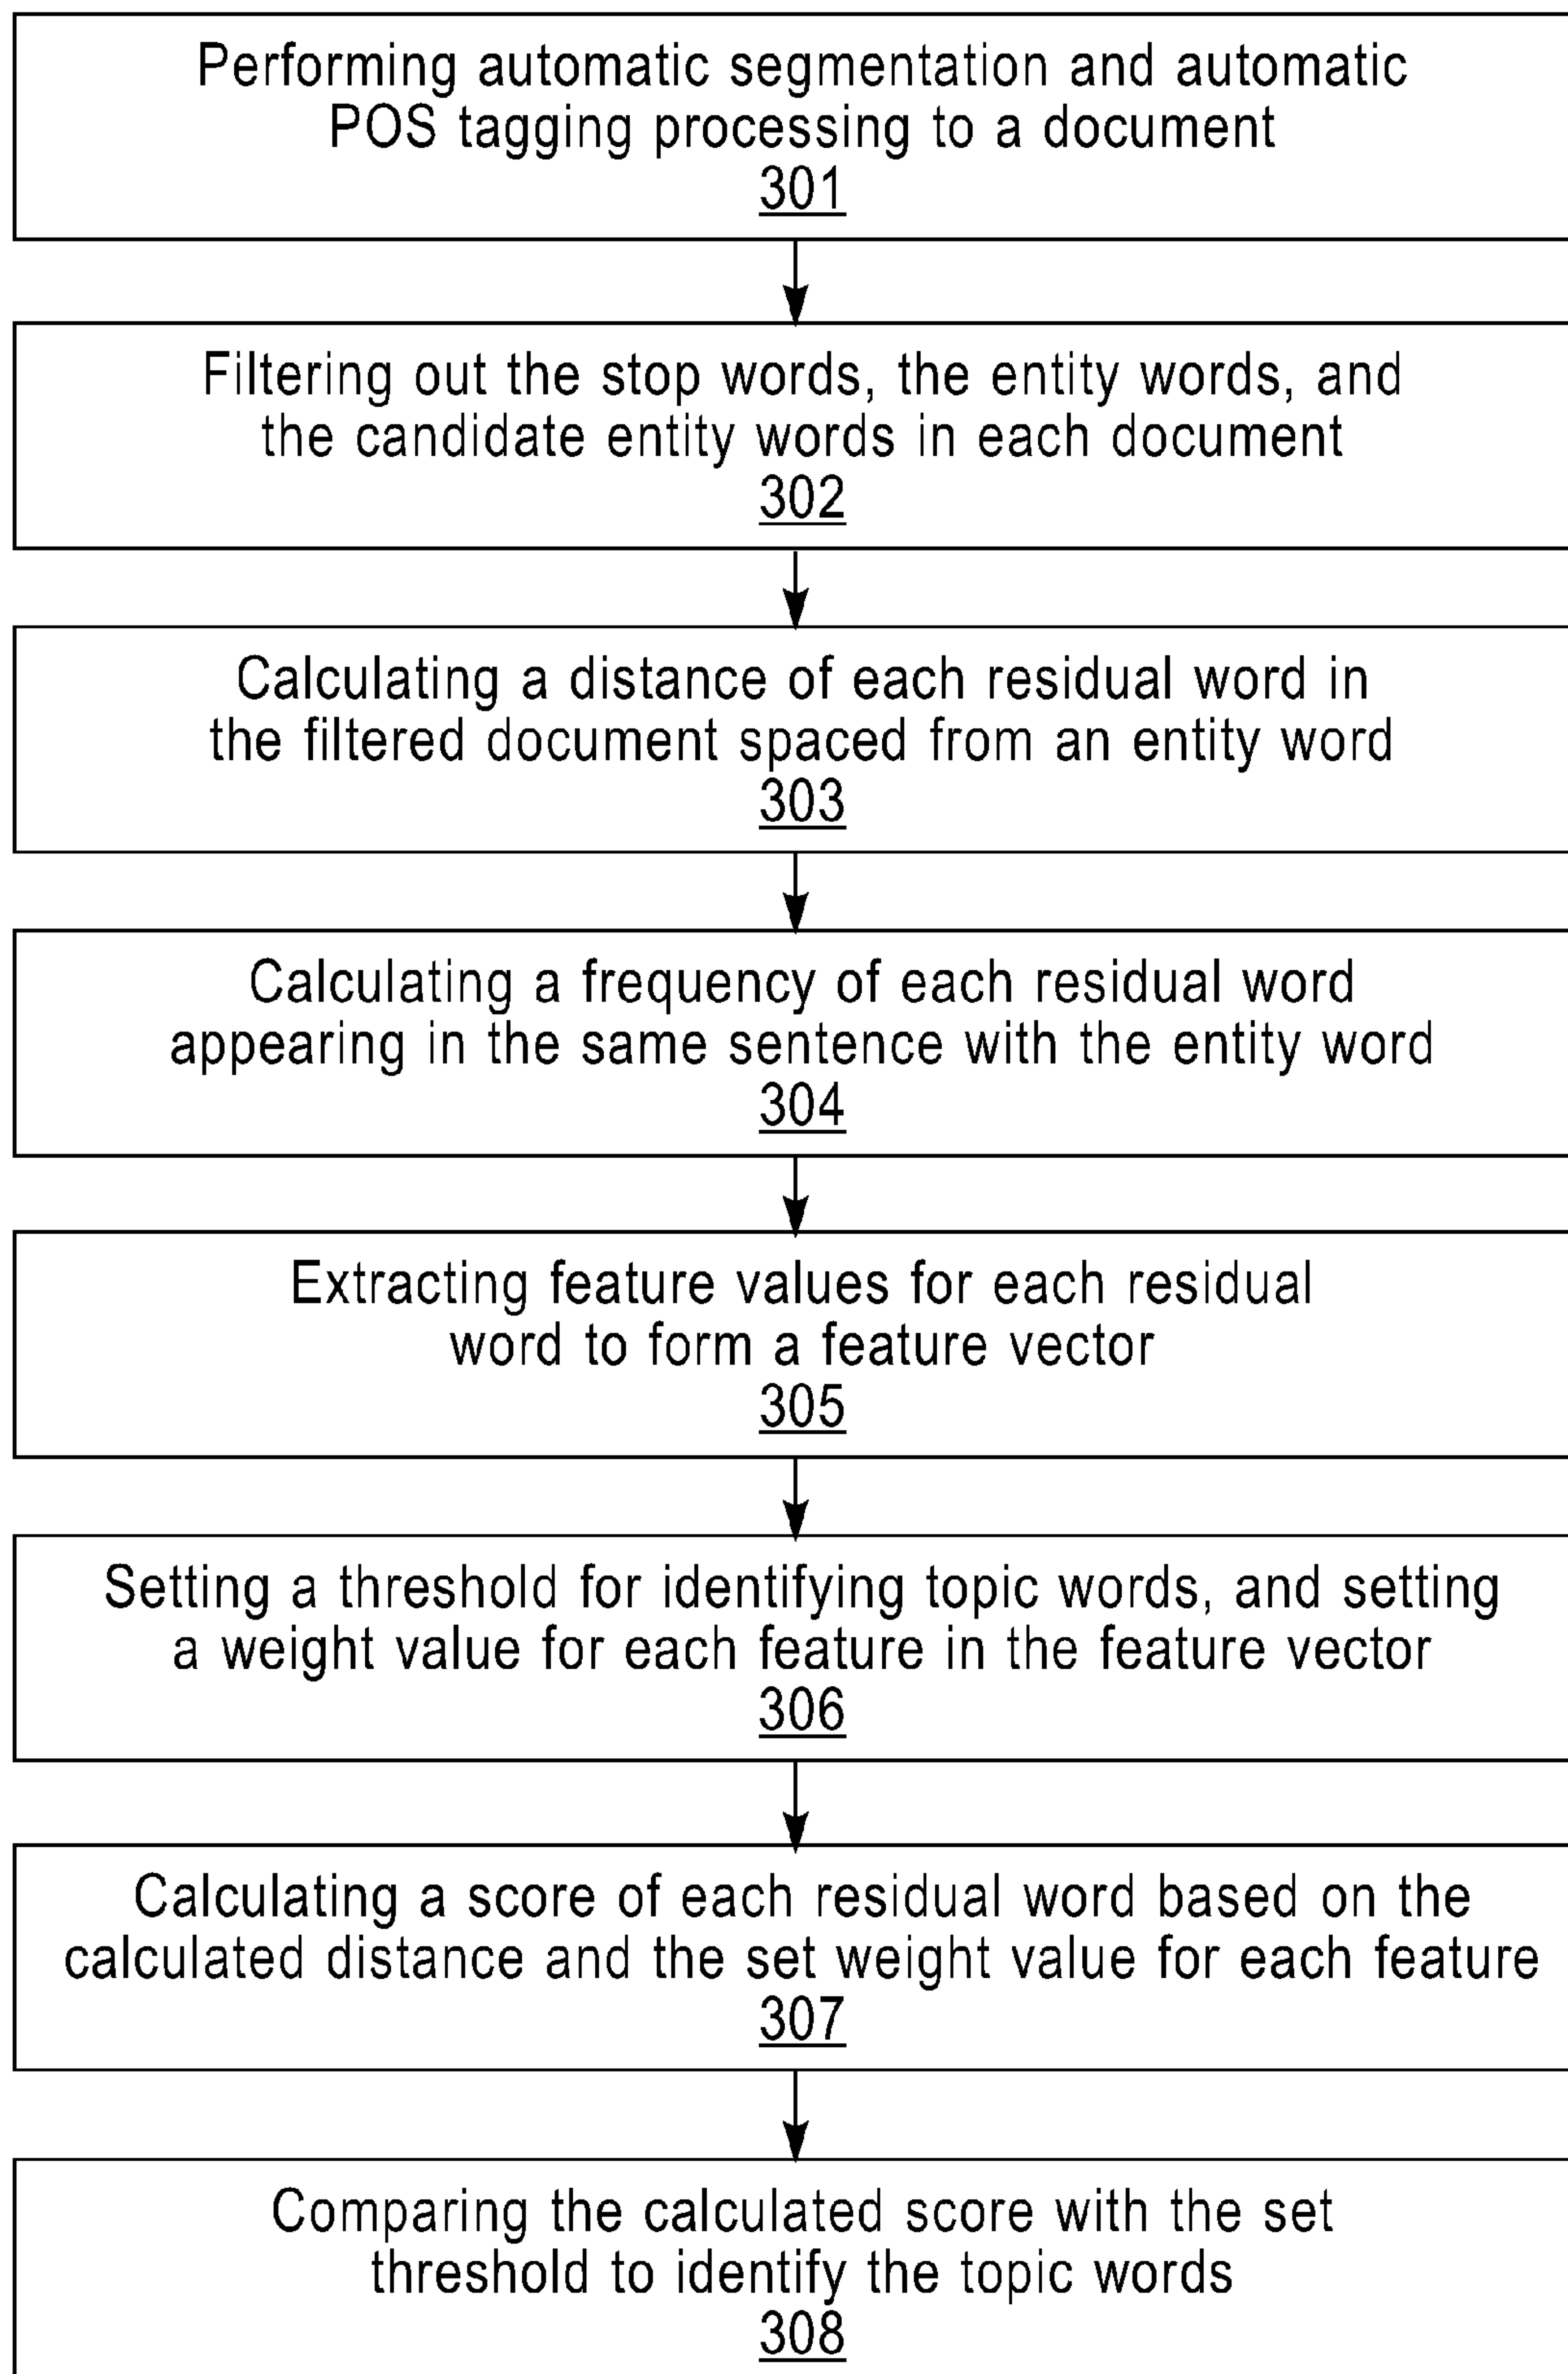 Performing automatic segmentation and automatic
POS tagging processing to a document
301
Filtering out the stop words, the entity words, and
the candidate entity words in each document
302
Calculating a distance of each residual word in
the filtered document spaced from an entity word
303
Calculating a frequency of each residual word
appearing in the same sentence with the entity word
304
Extracting feature values for each residual
word to form a feature vector
305
Setting a threshold for identifying topic words, and setting
a weight value for each feature in the feature vector
306
Calculating a score of each residual word based on the
calculated distance and the set weight value for each feature
307
Comparing the calculated score with the set
threshold to identify the topic words
308